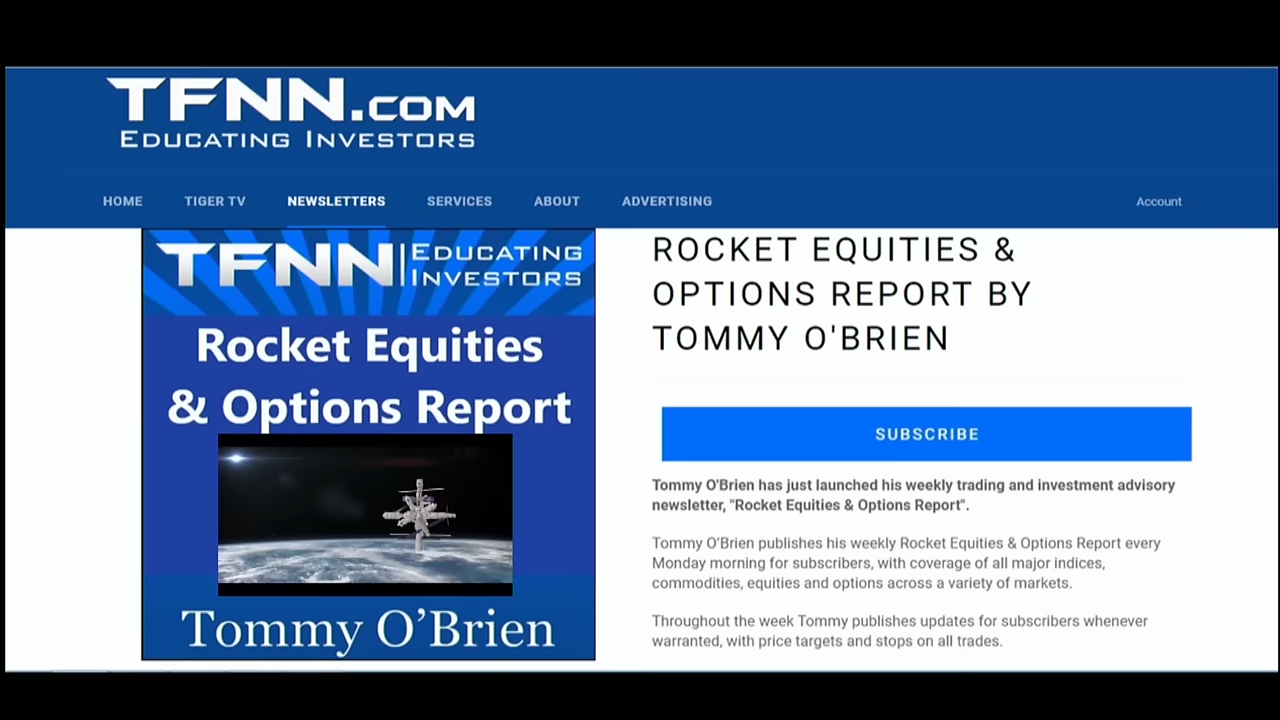 TFNN.COM
EDUCATING INVESTORS
HOME TIGER TV NEWSLETTERS SERVICES ABOUT ADVERTISING Account
TFNN EDUCATING
INVESTORS
Rocket Equities
& Options Report
Tommy O’Brien
ROCKET EQUITIES &
OPTIONS REPORT BY
TOMMY O'BRIEN
SUBSCRIBE
Tommy O'Brien has just launched his weekly trading and investment advisory
newsletter, "Rocket Equities & Options Report".
Tommy O'Brien publishes his weekly Rocket Equities & Options Report every
Monday morning for subscribers, with coverage of all major indices,
commodities, equities and options across a variety of markets.
Throughout the week Tommy publishes updates for subscribers whenever
warranted, with price targets and stops on all trades.